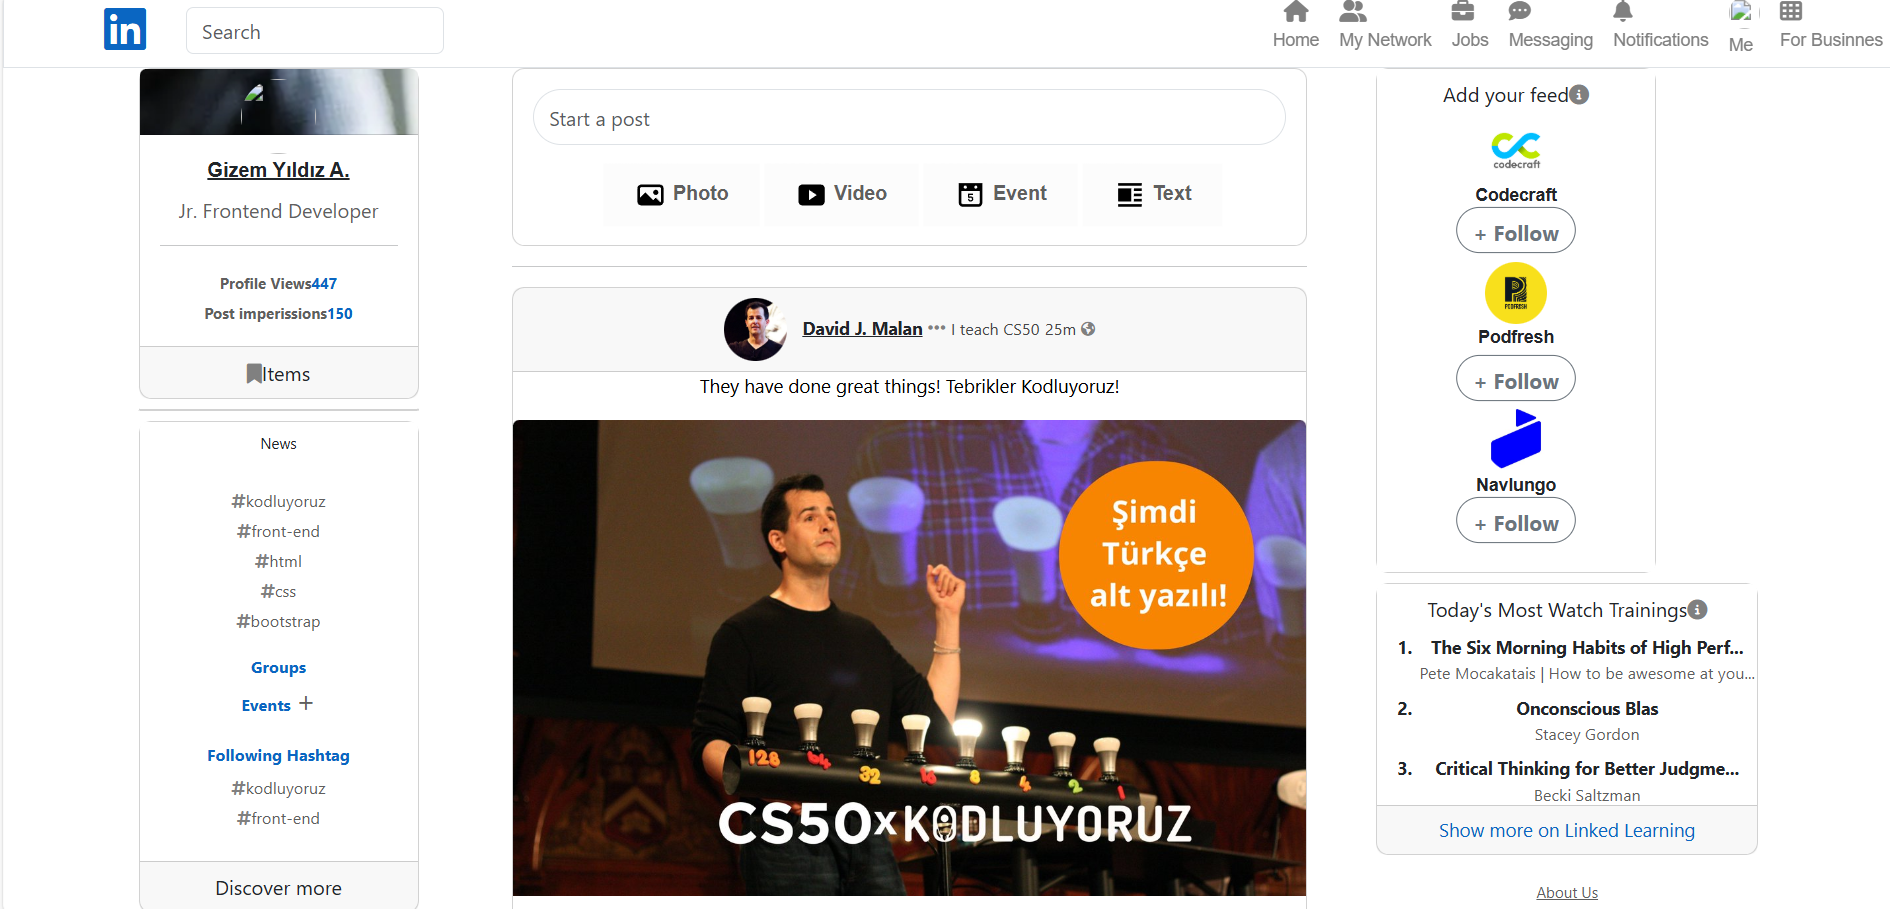 in
Search
Home
My Network
Jobs
Messaging
Notifications
Me
For Businnes
Gizem Yıldız A.
Jr. Frontend Developer
Profile Views447
Post imperissions150
Items
News
#kodluyoruz
#front-end
#html
#css
#bootstrap
Groups
Events +
Following Hashtag
#kodluyoruz
#front-end
Discover more
Start a post
Photo
Video
5
Event
Text
David J. Malan ••• I teach CS50 25m
They have done great things! Tebrikler Kodluyoruz!
Şimdi
Türkçe
alt yazılı!
128 64 32 16 8 4 2 1
CS50xKODLUYORUZ
Add your feed
codecraft
Codecraft
+ Follow
PODFRESH
Podfresh
+ Follow
Navlungo
+ Follow
Today's Most Watch Trainings
1. The Six Morning Habits of High Perf...
Pete Mocakatais | How to be awesome at you...
2. Onconscious Blas
Stacey Gordon
3. Critical Thinking for Better Judgme...
Becki Saltzman
Show more on Linked Learning
About Us